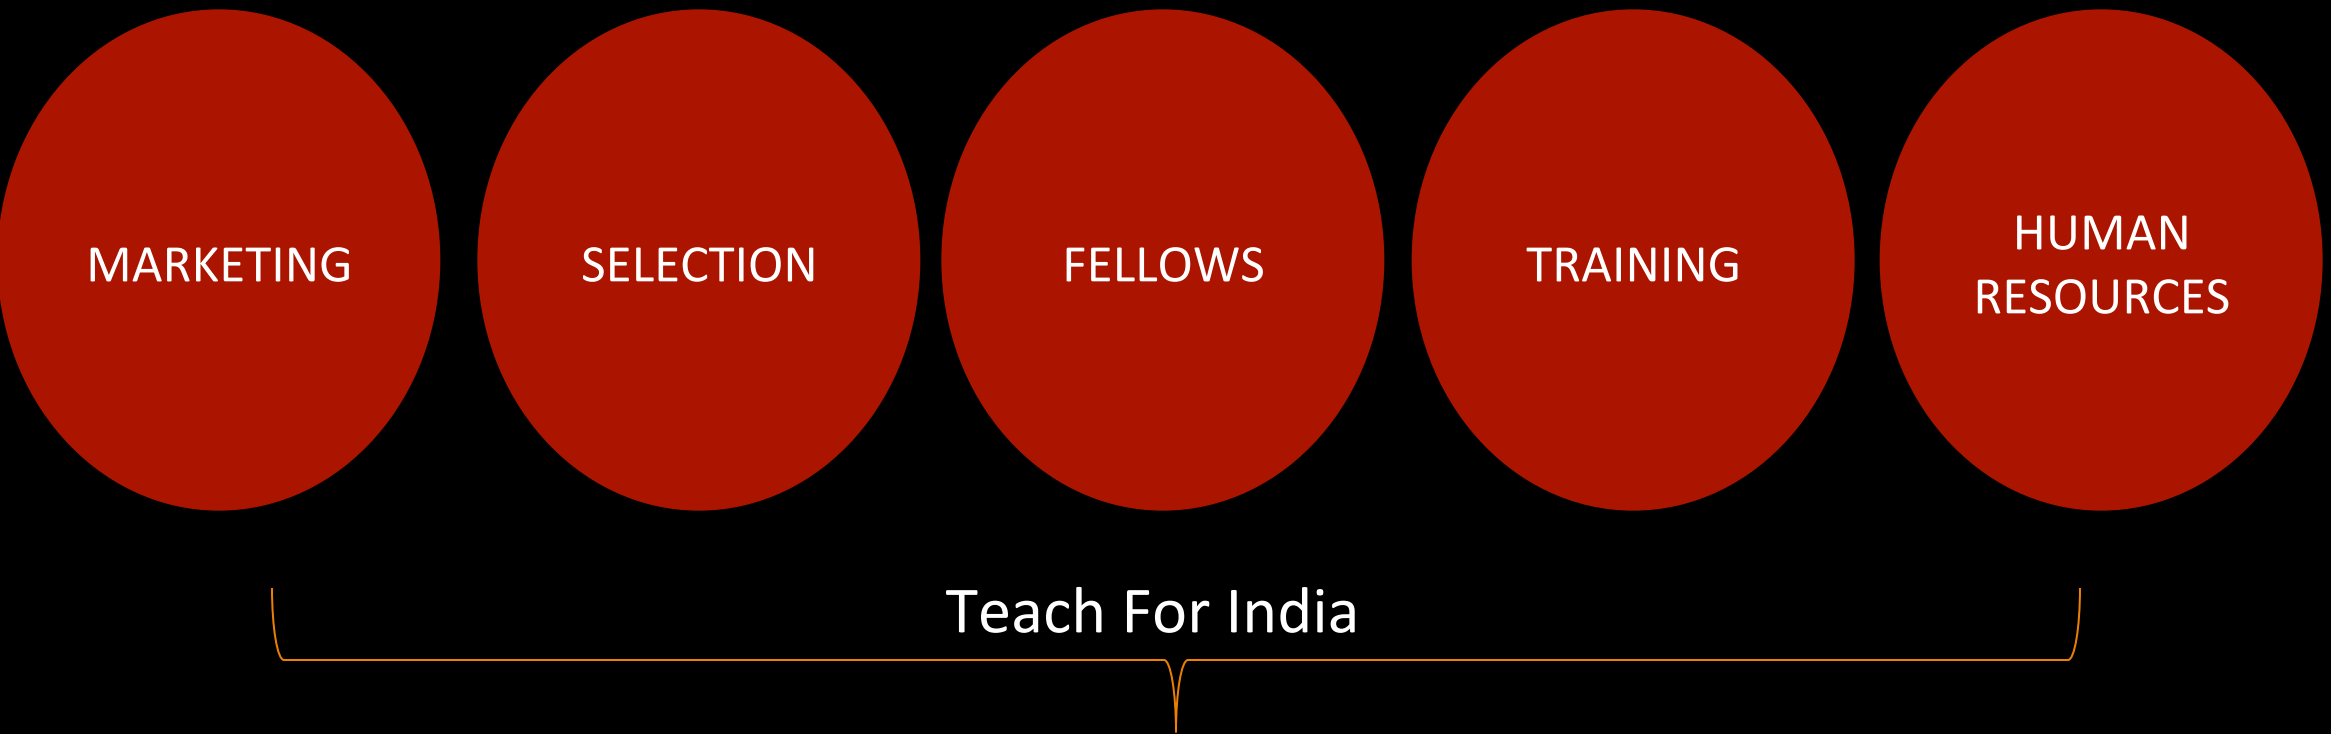 MARKETING
SELECTION
FELLOWS
TRAINING
HUMAN
RESOURCES
Teach For India